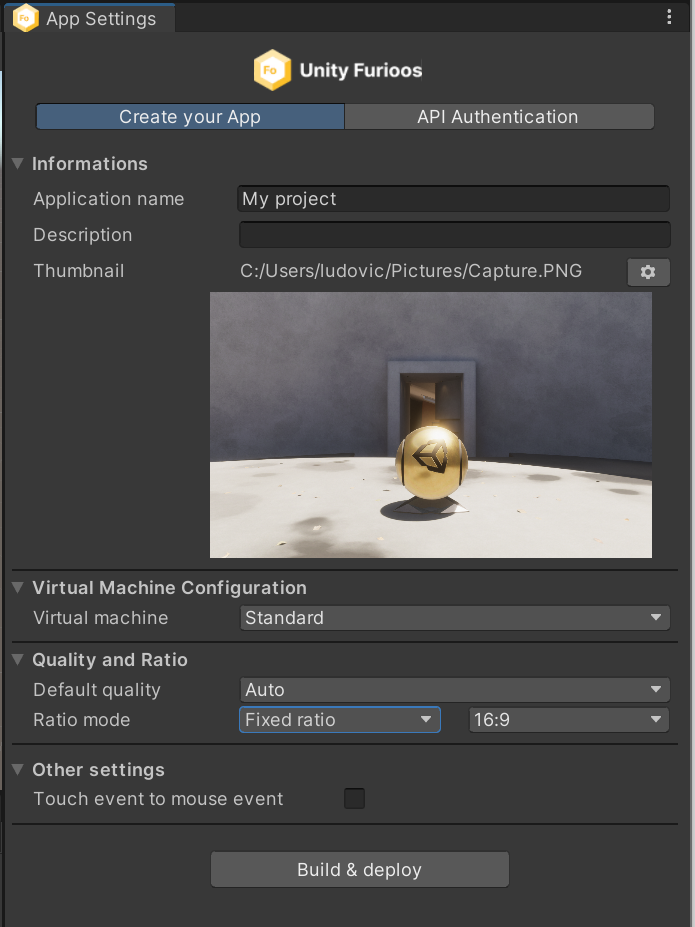 Fo App Settings
Fo Unity Furioos
Create your App API Authentication
Informations
Application name My project
Description
Thumbnail C:/Users/ludovic/Pictures/Capture.PNG
Virtual Machine Configuration
Virtual machine Standard
Quality and Ratio
Default quality Auto
Ratio mode Fixed ratio 16:9
Other settings
Touch event to mouse event
Build & deploy